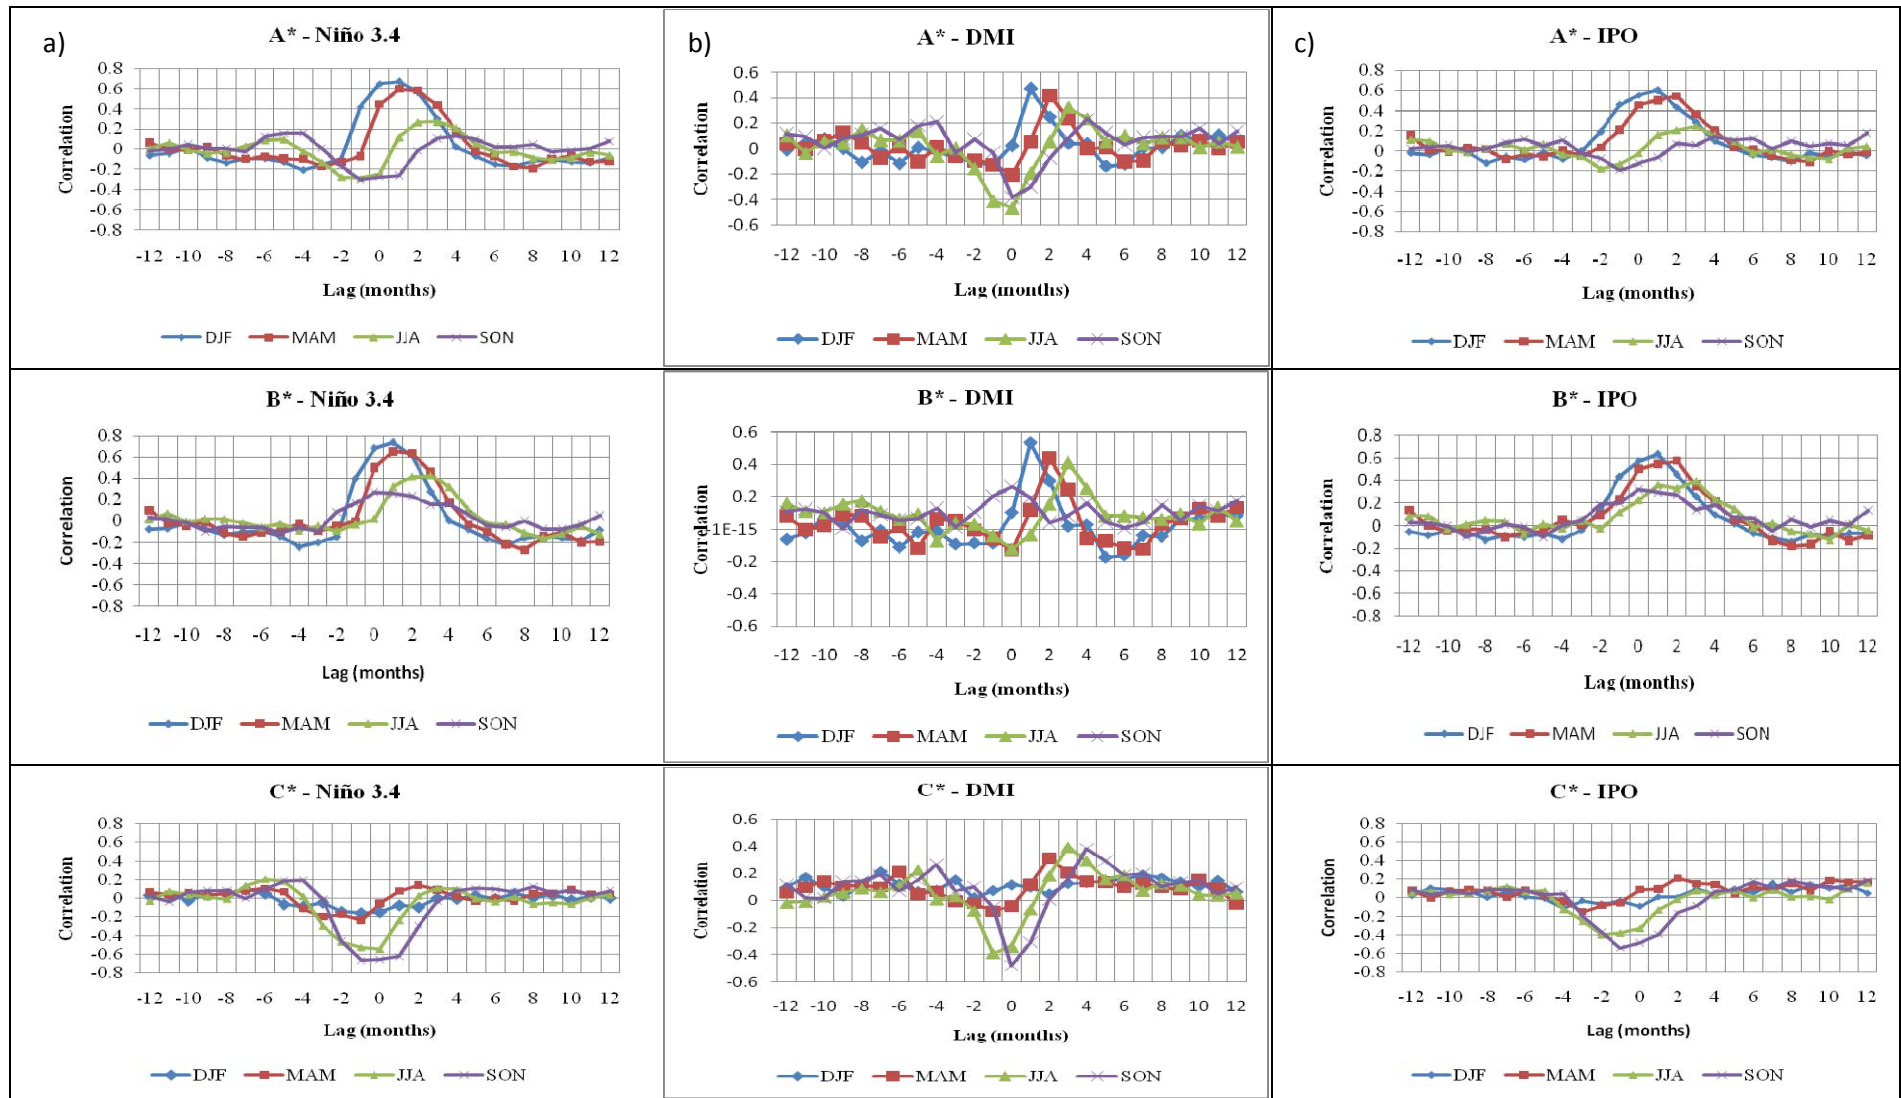 a)
A* - Niño 3.4
0.8
0.6
0.4
0.2
0
-0.2
-0.4
-0.6
-0.8
Correlation
-12 -10 -8 -6 -4 -2 0 2 4 6 8 10 12
Lag (months)
DJF MAM JJA SON
b)
A* - DMI
0.6
0.4
0.2
0
-0.2
-0.4
-0.6
Correlation
-12 -10 -8 -6 -4 -2 0 2 4 6 8 10 12
Lag (months)
DJF MAM JJA SON
c)
A* - IPO
0.8
0.6
0.4
0.2
0
-0.2
-0.4
-0.6
-0.8
Correlation
-12 -10 -8 -6 -4 -2 0 2 4 6 8 10 12
Lag (months)
DJF MAM JJA SON
B* - Niño 3.4
0.8
0.6
0.4
0.2
0
-0.2
-0.4
-0.6
-0.8
Correlation
-12 -10 -8 -6 -4 -2 0 2 4 6 8 10 12
Lag (months)
DJF MAM JJA SON
B* - DMI
0.6
0.4
0.2
-1E-15
-0.2
-0.4
-0.6
Correlation
-12 -10 -8 -6 -4 -2 0 2 4 6 8 10 12
Lag (months)
DJF MAM JJA SON
B* - IPO
0.8
0.6
0.4
0.2
0
-0.2
-0.4
-0.6
-0.8
Correlation
-12 -10 -8 -6 -4 -2 0 2 4 6 8 10 12
Lag (months)
DJF MAM JJA SON
C* - Niño 3.4
0.8
0.6
0.4
0.2
0
-0.2
-0.4
-0.6
-0.8
Correlation
-12 -10 -8 -6 -4 -2 0 2 4 6 8 10 12
Lag (months)
DJF MAM JJA SON
C* - DMI
0.6
0.4
0.2
0
-0.2
-0.4
-0.6
Correlation
-12 -10 -8 -6 -4 -2 0 2 4 6 8 10 12
Lag (months)
DJF MAM JJA SON
C* - IPO
0.8
0.6
0.4
0.2
0
-0.2
-0.4
-0.6
-0.8
Correlation
-12 -10 -8 -6 -4 -2 0 2 4 6 8 10 12
Lag (months)
DJF MAM JJA SON